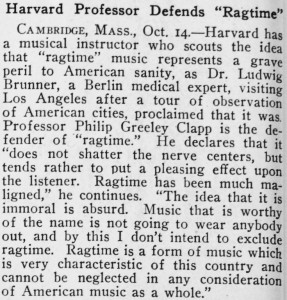 Harvard Professor Defends "Ragtime"
CAMBRIDGE, MASS., Oct. 14.—Harvard has
a musical instructor who scouts the idea
that "ragtime" music represents a grave
peril to American sanity, as Dr. Ludwig
Brunner, a Berlin medical expert, visiting
Los Angeles after a tour of observation
of American cities, proclaimed that it was.
Professor Philip Greeley Clapp is the de-
fender of "ragtime." He declares that it
"does not shatter the nerve centers, but
tends rather to put a pleasing effect upon
the listener. Ragtime has been much ma-
ligned," he continues. "The idea that it is
immoral is absurd. Music that is worthy
of the name is not going to wear anybody
out, and by this I don't intend to exclude
ragtime. Ragtime is a form of music which
is very characteristic of this country and
cannot be neglected in any consideration
of American music as a whole."